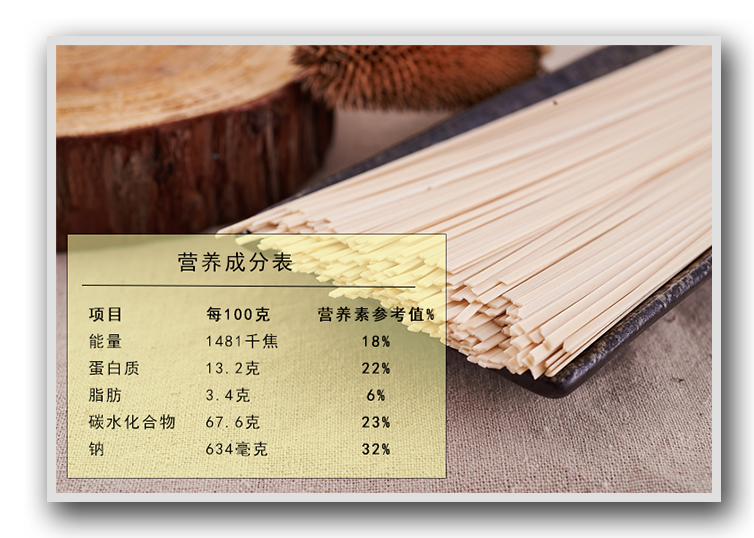 营养成分表
项目 每100克 营养素参考值%
能量 1481千焦 18%
蛋白质 13.2克 22%
脂肪 3.4克 6%
碳水化合物 67.6克 23%
钠 634毫克 32%